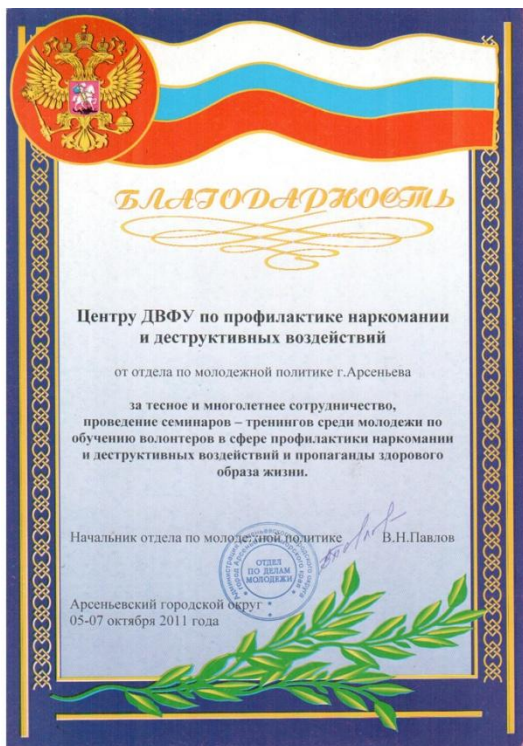 БЛАГОДАРНОСТЬ
Центру ДВФУ по профилактике наркомании
и деструктивных воздействий
от отдела по молодежной политике г.Арсеньева
за тесное и многолетнее сотрудничество,
проведение семинаров – тренингов среди молодежи по
обучению волонтеров в сфере профилактики наркомании
и деструктивных воздействий и пропаганды здорового
образа жизни.
Начальник отдела по молодежной политике В.Н.Павлов
ОТДЕЛ
ПО ДЕЛАМ
МОЛОДЕЖИ
Арсеньевский городской округ
05-07 октября 2011 года